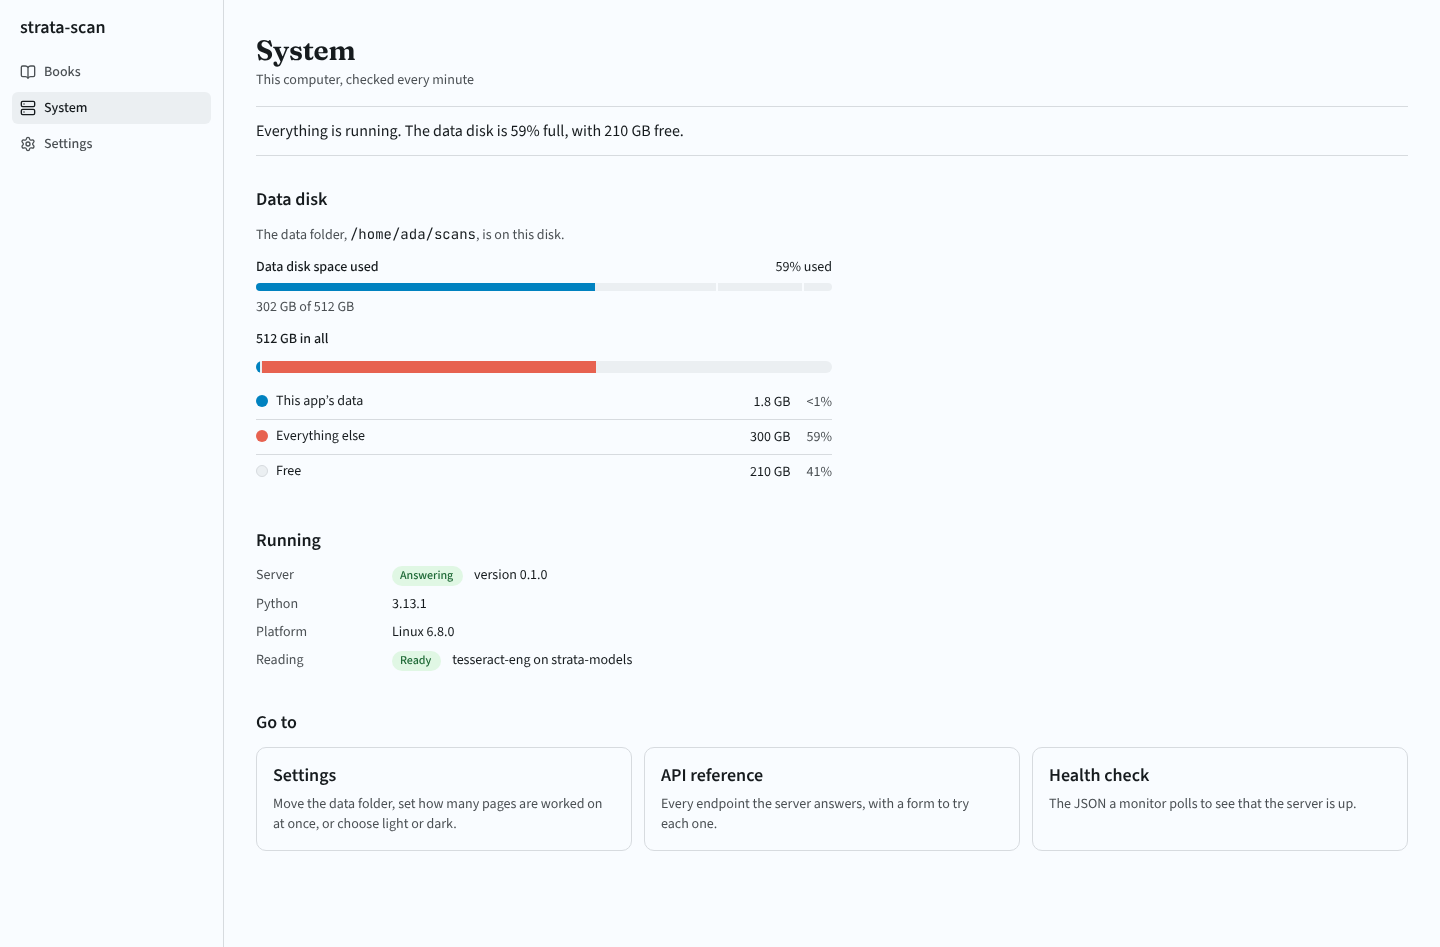 strata-scan
Books
System
Settings
System
This computer, checked every minute
Everything is running. The data disk is 59% full, with 210 GB free.
Data disk
The data folder, /home/ada/scans, is on this disk.
Data disk space used 59% used
302 GB of 512 GB
512 GB in all
This app’s data 1.8 GB <1%
Everything else 300 GB 59%
Free 210 GB 41%
Running
Server Answering version 0.1.0
Python 3.13.1
Platform Linux 6.8.0
Reading Ready tesseract-eng on strata-models
Go to
Settings
Move the data folder, set how many pages are worked on
at once, or choose light or dark.
API reference
Every endpoint the server answers, with a form to try
each one.
Health check
The JSON a monitor polls to see that the server is up.